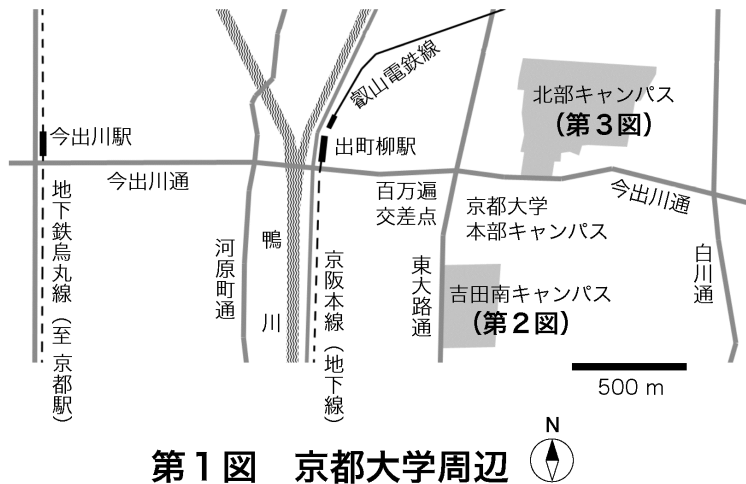 叡山電鉄線
北部キャンパス
（第３図）
今出川駅
出町柳駅
今出川通
百万遍
交差点
今出川通
京都大学
本部キャンパス
地下鉄烏丸線（至 京都駅）
河原町通
鴨川
京阪本線（地下線）
東大路通
白川通
吉田南キャンパス
（第２図）
500 m
N
第１図　京都大学周辺